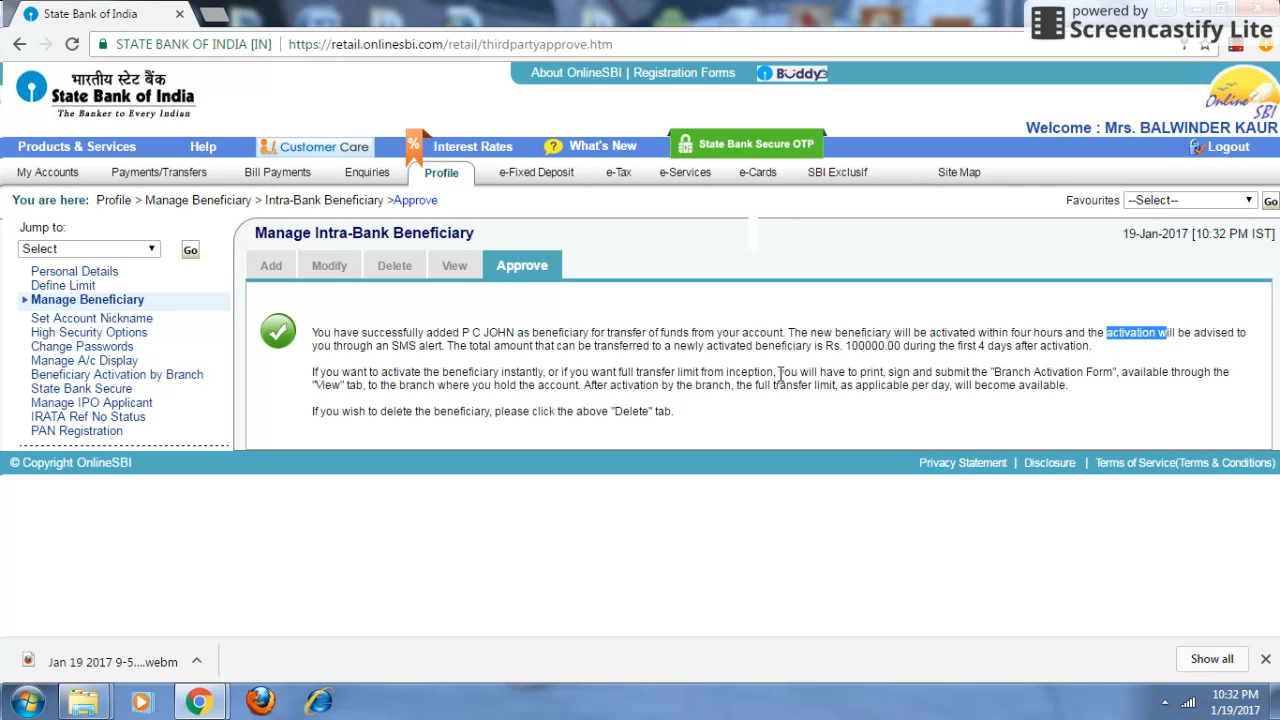 State Bank of India
powered by
Screencastify Lite
STATE BANK OF INDIA [IN] https://retail.onlinesbi.com/retail/thirdpartyapprove.htm
भारतीय स्टेट बैंक
State Bank of India
The Banker to Every Indian
About OnlineSBI | Registration Forms Buddy
Online SBI
Welcome : Mrs. BALWINDER KAUR
Products & Services Help Customer Care % Interest Rates ? What's New State Bank Secure OTP Logout
My Accounts Payments/Transfers Bill Payments Enquiries Profile e-Fixed Deposit e-Tax e-Services e-Cards SBI Exclusif Site Map
You are here: Profile > Manage Beneficiary > Intra-Bank Beneficiary >Approve Favourites --Select-- Go
Jump to:
Select Go
Personal Details
Define Limit
Manage Beneficiary
Set Account Nickname
High Security Options
Change Passwords
Manage A/c Display
Beneficiary Activation by Branch
State Bank Secure
Manage IPO Applicant
IRATA Ref No Status
PAN Registration
Manage Intra-Bank Beneficiary 19-Jan-2017 [10:32 PM IST]
Add Modify Delete View Approve
You have successfully added P C JOHN as beneficiary for transfer of funds from your account. The new beneficiary will be activated within four hours and the activation will be advised to
you through an SMS alert. The total amount that can be transferred to a newly activated beneficiary is Rs. 100000.00 during the first 4 days after activation.
If you want to activate the beneficiary instantly, or if you want full transfer limit from inception, you will have to print, sign and submit the "Branch Activation Form", available through the
"View" tab, to the branch where you hold the account. After activation by the branch, the full transfer limit, as applicable per day, will become available.
If you wish to delete the beneficiary, please click the above "Delete" tab.
© Copyright OnlineSBI Privacy Statement | Disclosure | Terms of Service(Terms & Conditions)
Jan 19 2017 9-5....webm Show all
10:32 PM
1/19/2017